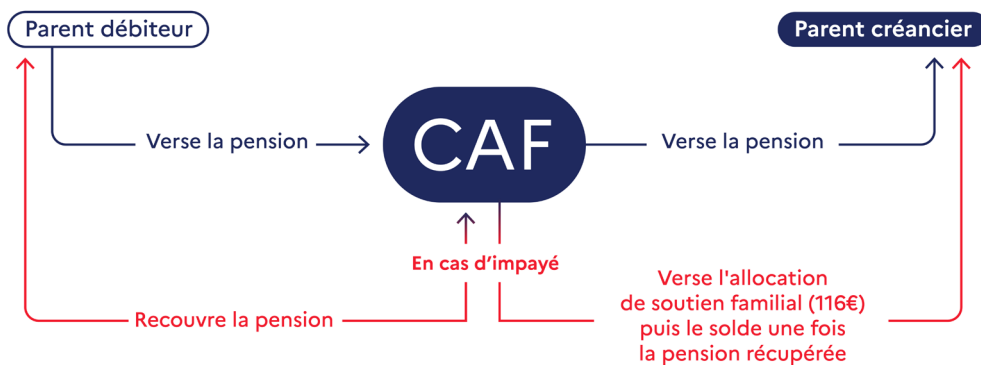 Parent débiteur
Parent créancier
Verse la pension
CAF
Verse la pension
En cas d’impayé
Recouvre la pension
Verse l'allocation
de soutien familial (116€)
puis le solde une fois
la pension récupérée